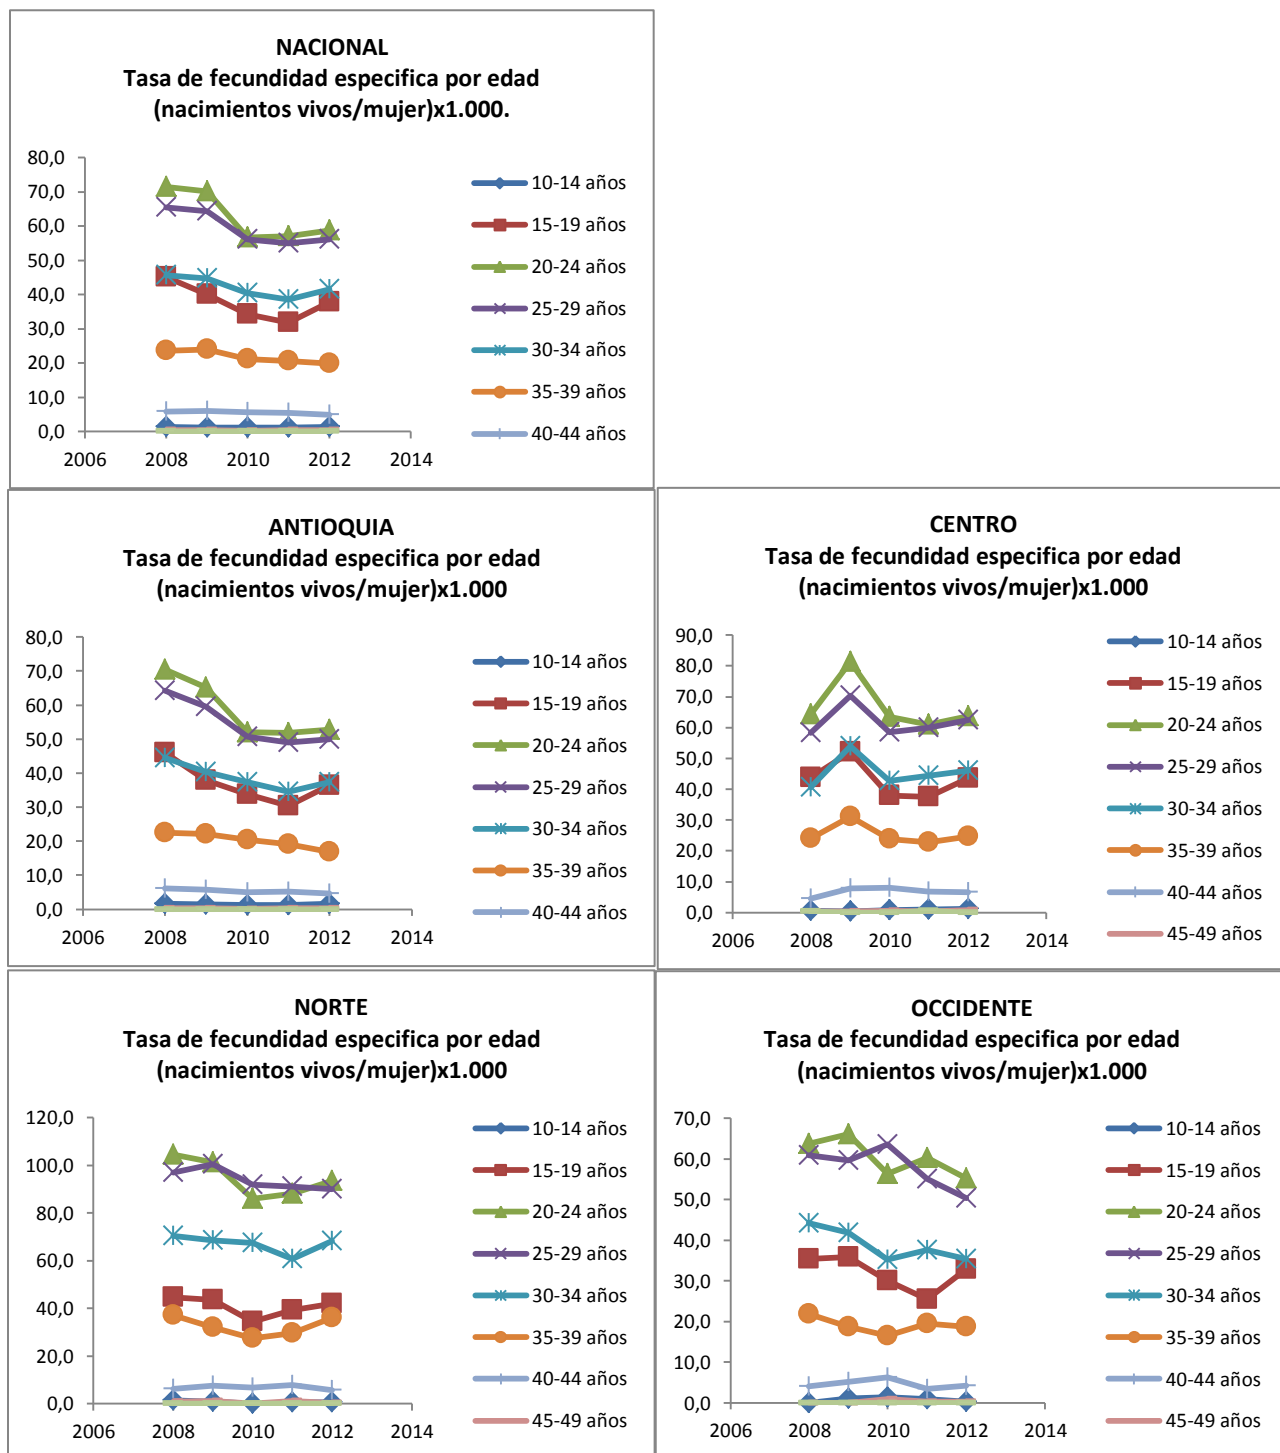 NACIONAL
Tasa de fecundidad especifica por edad
(nacimientos vivos/mujer)x1.000.
80,0
70,0
60,0
50,0
40,0
30,0
20,0
10,0
0,0
2006 2008 2010 2012 2014
10-14 años
15-19 años
20-24 años
25-29 años
30-34 años
35-39 años
40-44 años
ANTIOQUIA
Tasa de fecundidad especifica por edad
(nacimientos vivos/mujer)x1.000
80,0
70,0
60,0
50,0
40,0
30,0
20,0
10,0
0,0
2006 2008 2010 2012 2014
10-14 años
15-19 años
20-24 años
25-29 años
30-34 años
35-39 años
40-44 años
CENTRO
Tasa de fecundidad especifica por edad
(nacimientos vivos/mujer)x1.000
90,0
80,0
70,0
60,0
50,0
40,0
30,0
20,0
10,0
0,0
2006 2008 2010 2012 2014
10-14 años
15-19 años
20-24 años
25-29 años
30-34 años
35-39 años
40-44 años
45-49 años
NORTE
Tasa de fecundidad especifica por edad
(nacimientos vivos/mujer)x1.000
120,0
100,0
80,0
60,0
40,0
20,0
0,0
2006 2008 2010 2012 2014
10-14 años
15-19 años
20-24 años
25-29 años
30-34 años
35-39 años
40-44 años
45-49 años
OCCIDENTE
Tasa de fecundidad especifica por edad
(nacimientos vivos/mujer)x1.000
70,0
60,0
50,0
40,0
30,0
20,0
10,0
0,0
2006 2008 2010 2012 2014
10-14 años
15-19 años
20-24 años
25-29 años
30-34 años
35-39 años
40-44 años
45-49 años